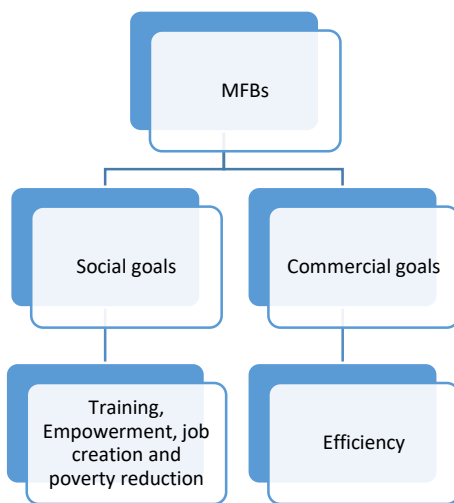 MFBs
Social goals
Commercial goals
Training,
Empowerment, job
creation and
poverty reduction
Efficiency